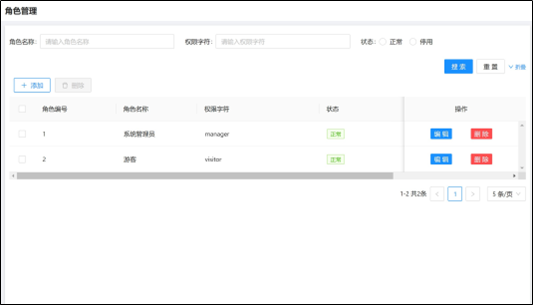 角色管理
角色名称: 请输入角色名称 权限字符: 请输入权限字符 状态: 正常 停用
搜 索 重 置 折叠
+ 添加 删除
角色编号 角色名称 权限字符 状态 操作
1 系统管理员 manager 正常 编 辑 删 除
2 游客 visitor 正常 编 辑 删 除
1-2 共2条 < 1 > 5 条/页